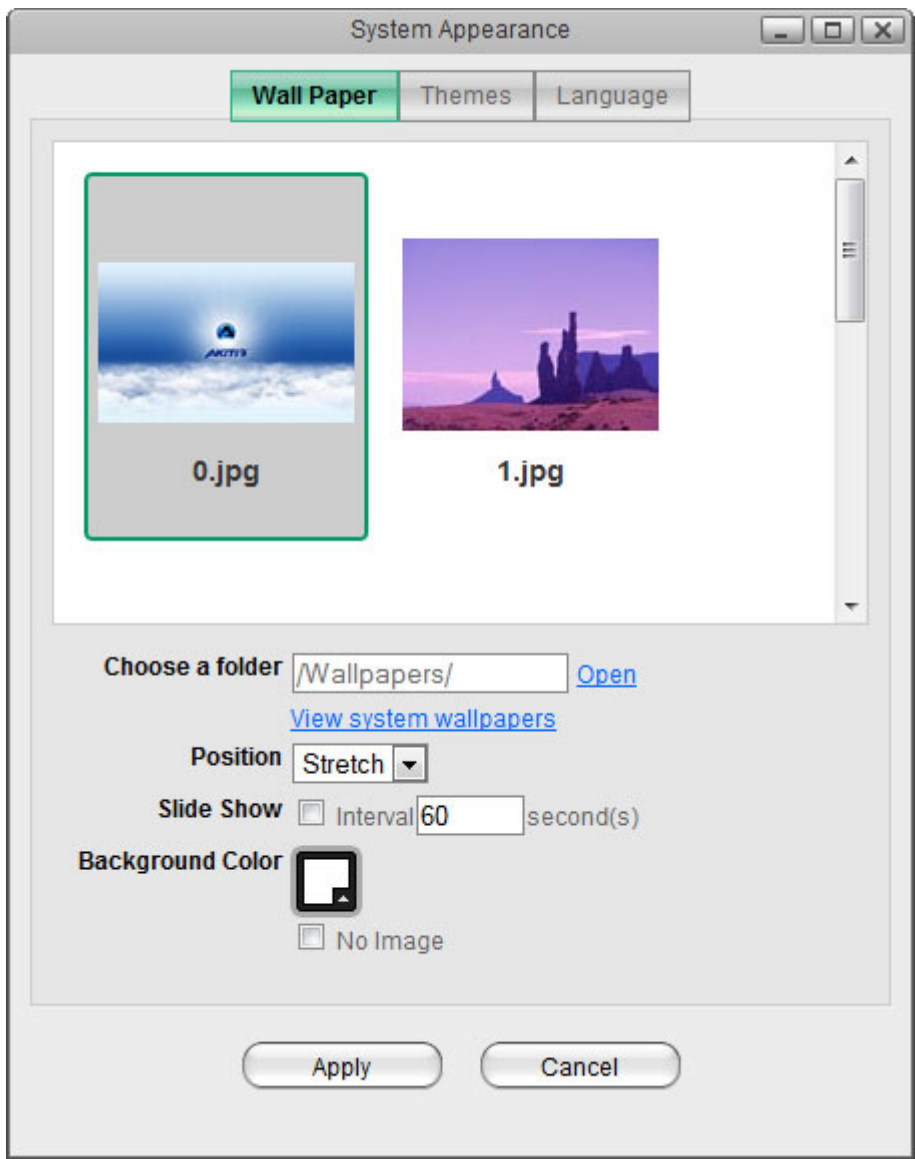 System Appearance
Wall Paper Themes Language
AKiTiO
0.jpg 1.jpg
Choose a folder /Wallpapers/ Open
View system wallpapers
Position Stretch
Slide Show Interval 60 second(s)
Background Color
No Image
Apply Cancel